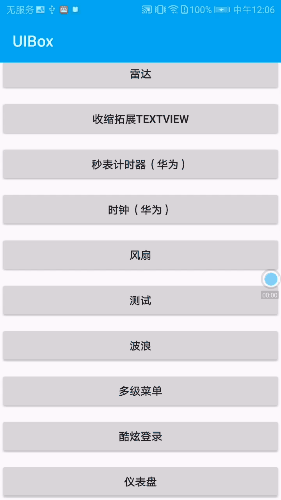 无服务 100% 中午12:06
UIBox
雷达
收缩拓展TEXTVIEW
秒表计时器（华为）
时钟（华为）
风扇
测试
00:00
波浪
多级菜单
酷炫登录
仪表盘